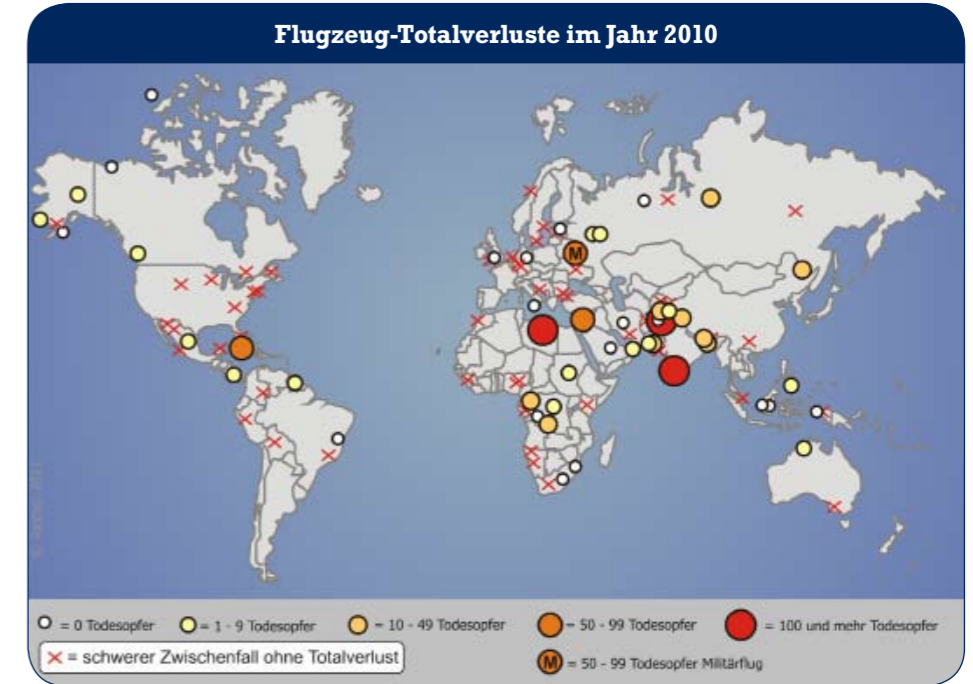 Flugzeug-Totalverluste im Jahr 2010
M
= 0 Todesopfer = 1 - 9 Todesopfer = 10 - 49 Todesopfer = 50 - 99 Todesopfer = 100 und mehr Todesopfer
= schwerer Zwischenfall ohne Totalverlust M = 50 - 99 Todesopfer Militärflug